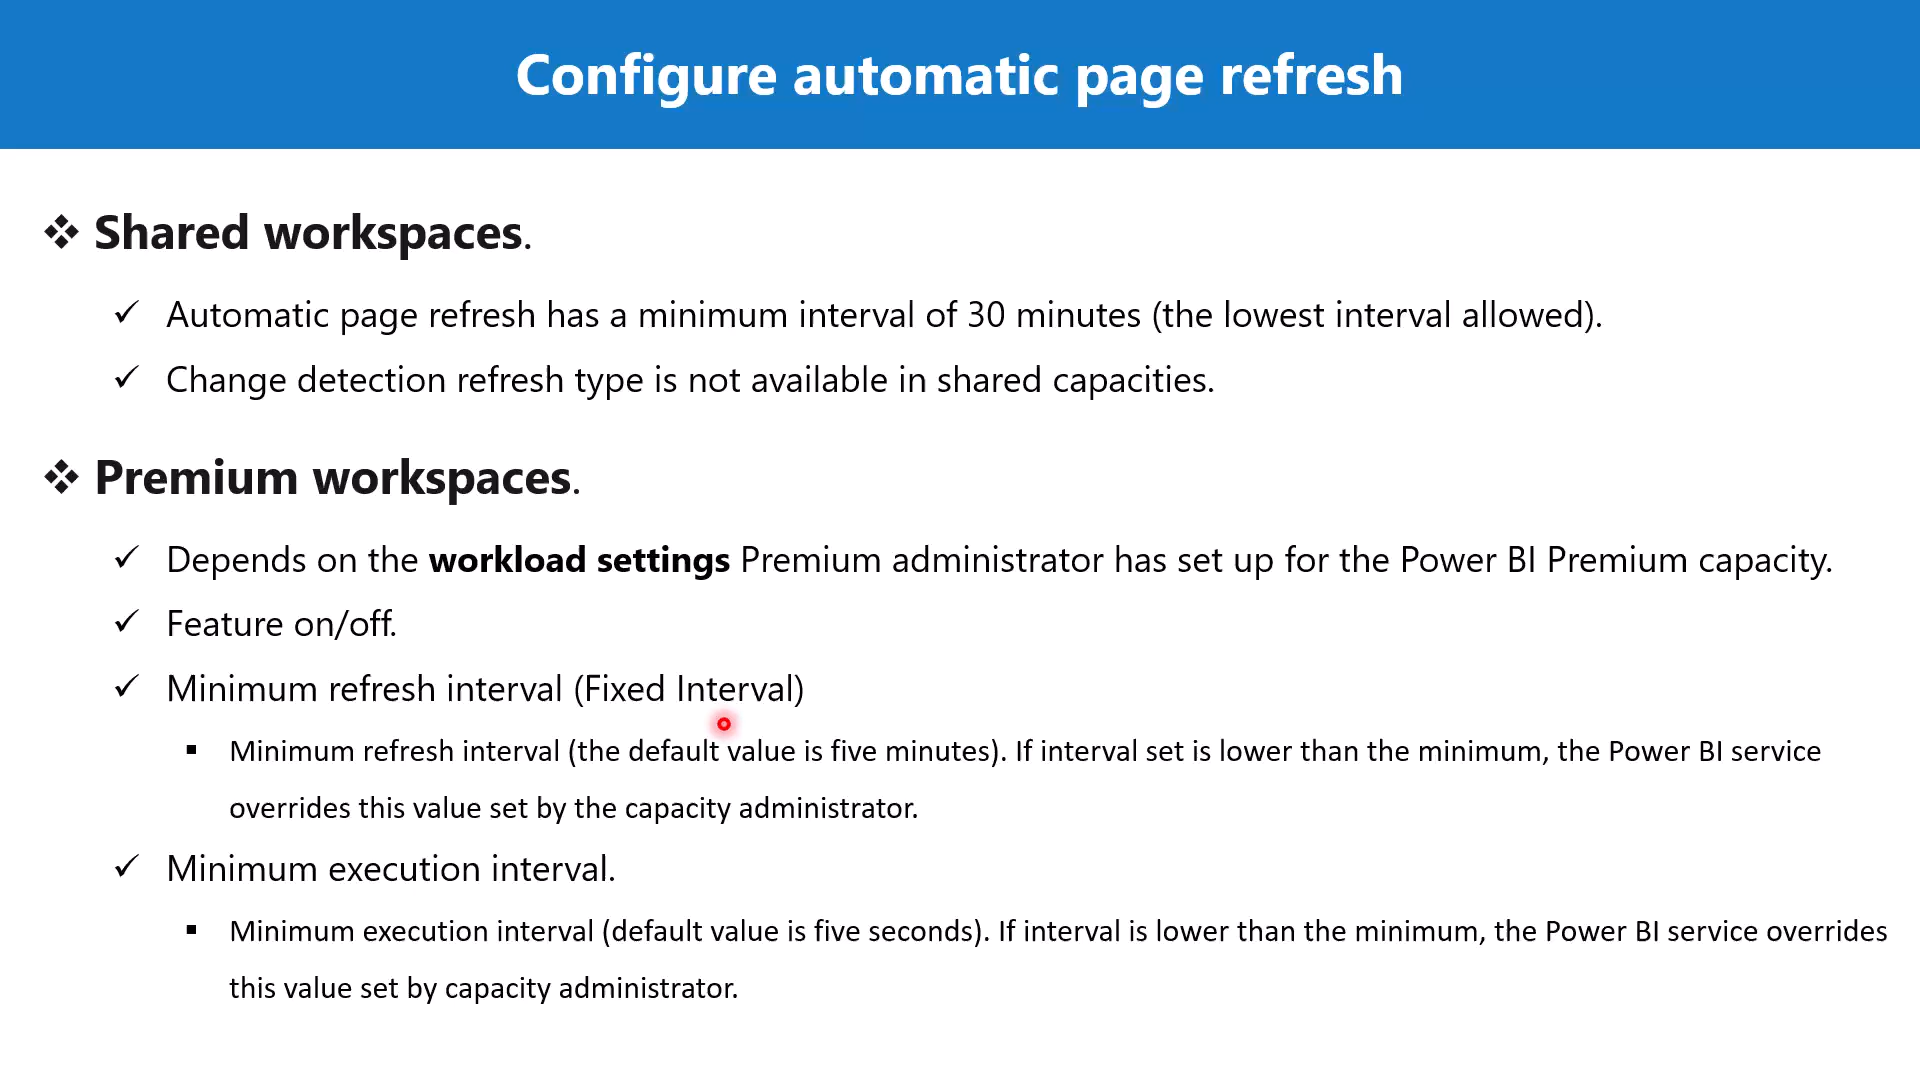 Configure automatic page refresh
❖ Shared workspaces.
✓ Automatic page refresh has a minimum interval of 30 minutes (the lowest interval allowed).
✓ Change detection refresh type is not available in shared capacities.
❖ Premium workspaces.
✓ Depends on the workload settings Premium administrator has set up for the Power BI Premium capacity.
✓ Feature on/off.
✓ Minimum refresh interval (Fixed Interval)
▪ Minimum refresh interval (the default value is five minutes). If interval set is lower than the minimum, the Power BI service
overrides this value set by the capacity administrator.
✓ Minimum execution interval.
▪ Minimum execution interval (default value is five seconds). If interval is lower than the minimum, the Power BI service overrides
this value set by capacity administrator.